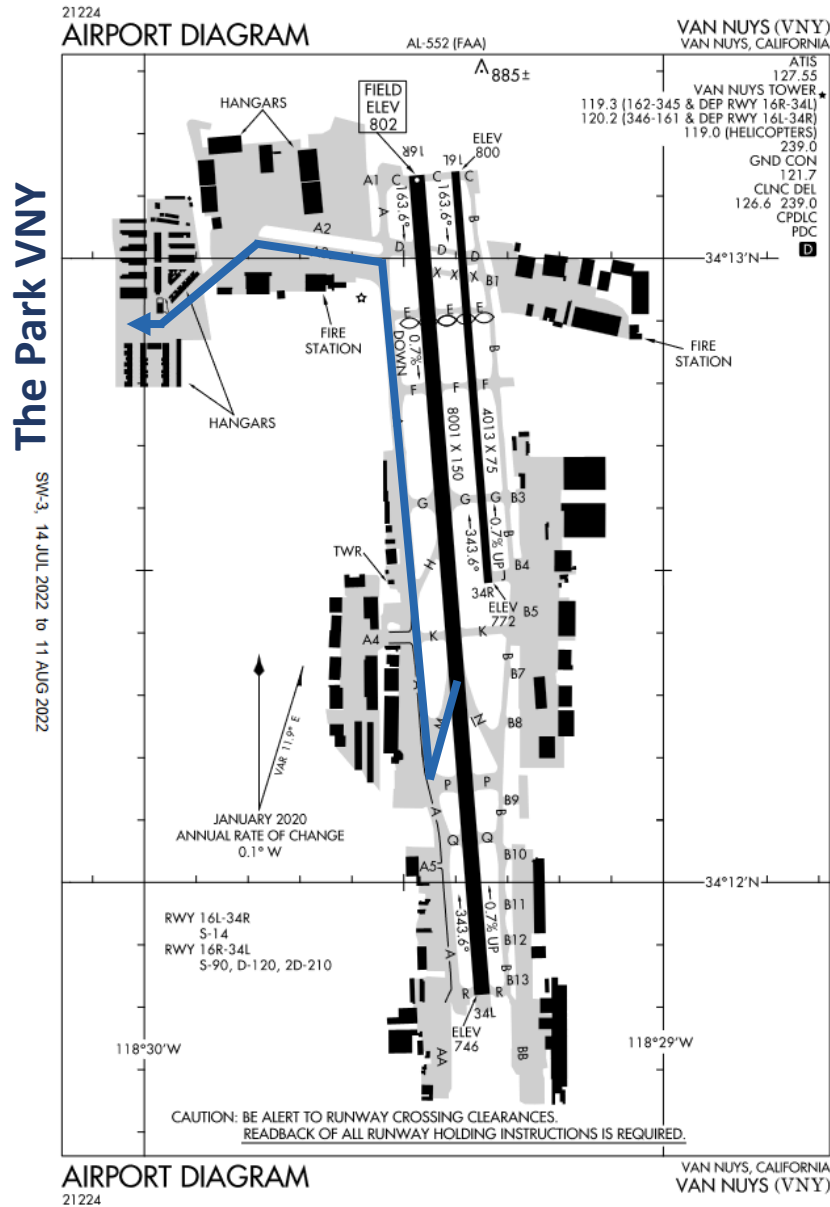 21224
AIRPORT DIAGRAM
AL-552 (FAA)
VAN NUYS (VNY)
VAN NUYS, CALIFORNIA
ATIS
127.55
VAN NUYS TOWER
119.3 (162-345 & DEP RWY 16R-34L)
120.2 (346-161 & DEP RWY 16L-34R)
119.0 (HELICOPTERS)
239.0
GND CON
121.7
CLNC DEL
126.6 239.0
CPDLC
PDC
D
885±
HANGARS
FIELD
ELEV
802
16R
16L
ELEV
800
A1
C
C
C
163.6°
163.6°
A
B
A2
D
D
D
X
X
X
B1
34°13'N
The Park VNY
FIRE
STATION
E
E
E
0.7%
DOWN
B
FIRE
STATION
F
F
F
HANGARS
8001 X 150
4013 X 75
G
G
G
B3
SW-3, 14 JUL 2022 to 11 AUG 2022
TWR
H
343.6°
0.7% UP
B
B4
J
34R
ELEV
772
B5
A4
K
K
B
B7
M
N
B8
VAR 11.9° E
P
P
B9
JANUARY 2020
ANNUAL RATE OF CHANGE
0.1° W
A
B
Q
Q
B10
A5
34°12'N
RWY 16L-34R
S-14
RWY 16R-34L
S-90, D-120, 2D-210
343.6°
0.7% UP
B11
B12
A
B
B13
R
R
34L
ELEV
746
AA
BB
118°30'W
118°29'W
CAUTION: BE ALERT TO RUNWAY CROSSING CLEARANCES.
READBACK OF ALL RUNWAY HOLDING INSTRUCTIONS IS REQUIRED.
AIRPORT DIAGRAM
21224
VAN NUYS, CALIFORNIA
VAN NUYS (VNY)